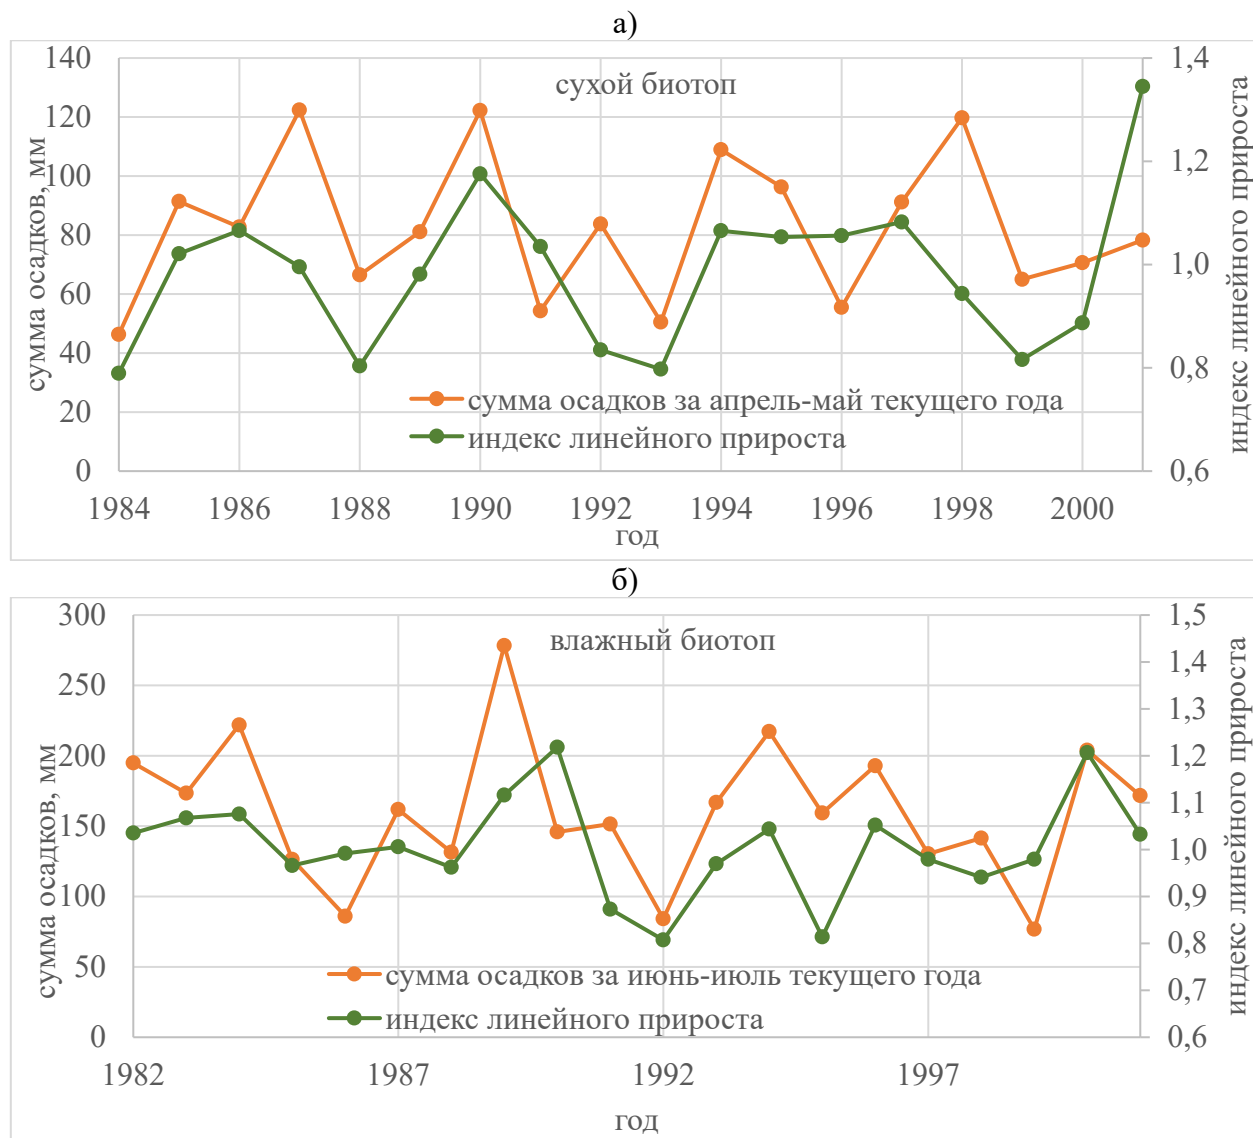 а)
сухой биотоп
сумма осадков, мм
140
120
100
80
60
40
20
0
индекс линейного прироста
1,4
1,2
1,0
0,8
0,6
сумма осадков за апрель-май текущего года
индекс линейного прироста
1984 1986 1988 1990 1992 1994 1996 1998 2000
год
б)
влажный биотоп
сумма осадков, мм
300
250
200
150
100
50
0
индекс линейного прироста
1,5
1,4
1,3
1,2
1,1
1,0
0,9
0,8
0,7
0,6
сумма осадков за июнь-июль текущего года
индекс линейного прироста
1982 1987 1992 1997
год